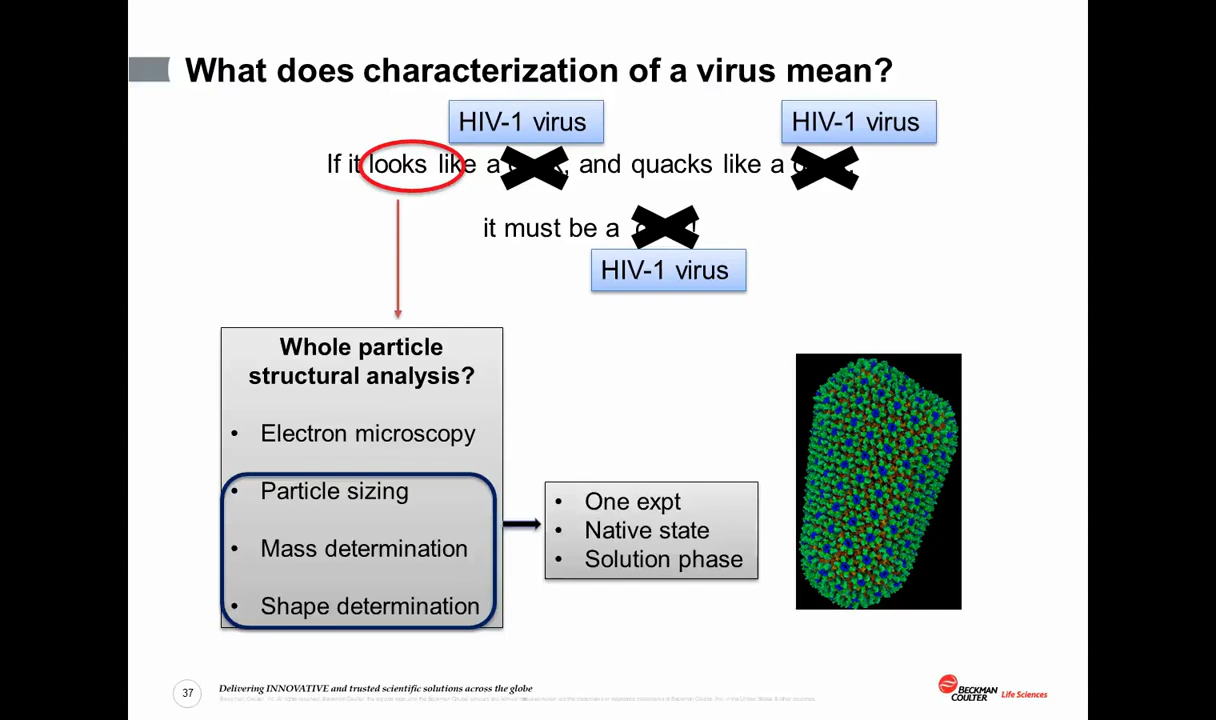 What does characterization of a virus mean?
HIV-1 virus
HIV-1 virus
If it looks like a , and quacks like a ,
it must be a !
HIV-1 virus
Whole particle
structural analysis?
• Electron microscopy
• Particle sizing
• Mass determination
• Shape determination
• One expt
• Native state
• Solution phase
37
Delivering INNOVATIVE and trusted scientific solutions across the globe
BECKMAN
COULTER
Life Sciences